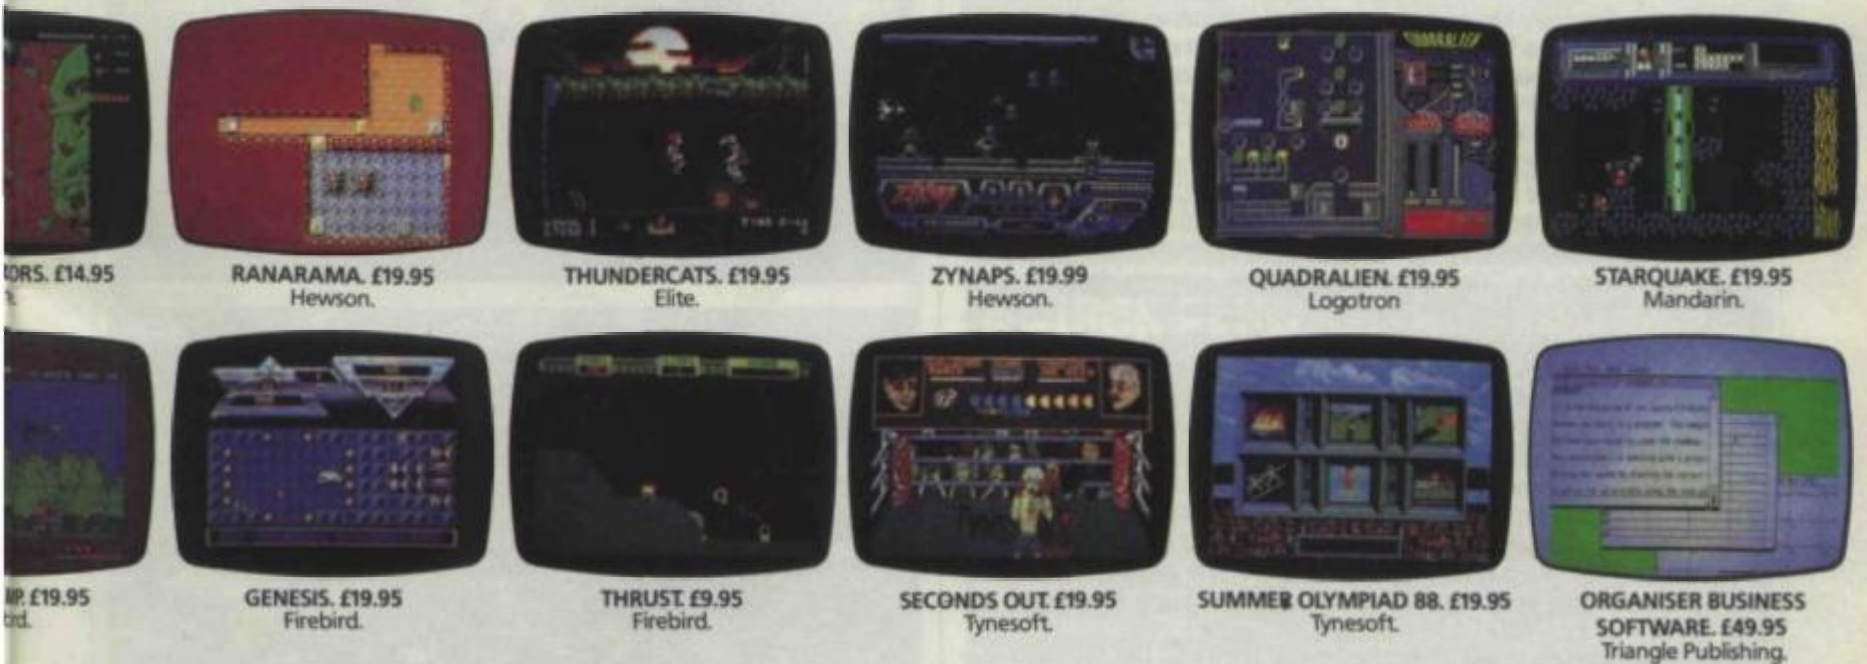 ORS. £14.95
RANARAMA. £19.95
Hewson.
THUNDERCATS. £19.95
Elite.
ZYNAPS. £19.99
Hewson.
QUADRALIEN. £19.95
Logotron
STARQUAKE. £19.95
Mandarin.
IP. £19.95
rd.
GENESIS. £19.95
Firebird.
THRUST. £9.95
Firebird.
SECONDS OUT. £19.95
Tynesoft.
SUMMER OLYMPIAD 88. £19.95
Tynesoft.
ORGANISER BUSINESS
SOFTWARE. £49.95
Triangle Publishing.